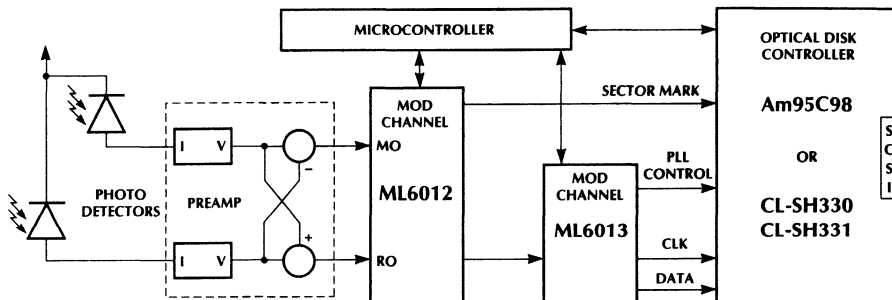 MICROCONTROLLER
OPTICAL DISK
CONTROLLER
Am95C98
OR
CL-SH330
CL-SH331
S
C
S
I
SECTOR MARK
MOD
CHANNEL
MO
ML6012
RO
PLL
CONTROL
MOD
CHANNEL
ML6013
CLK
DATA
PHOTO
DETECTORS
PREAMP
I V
−
+
I V